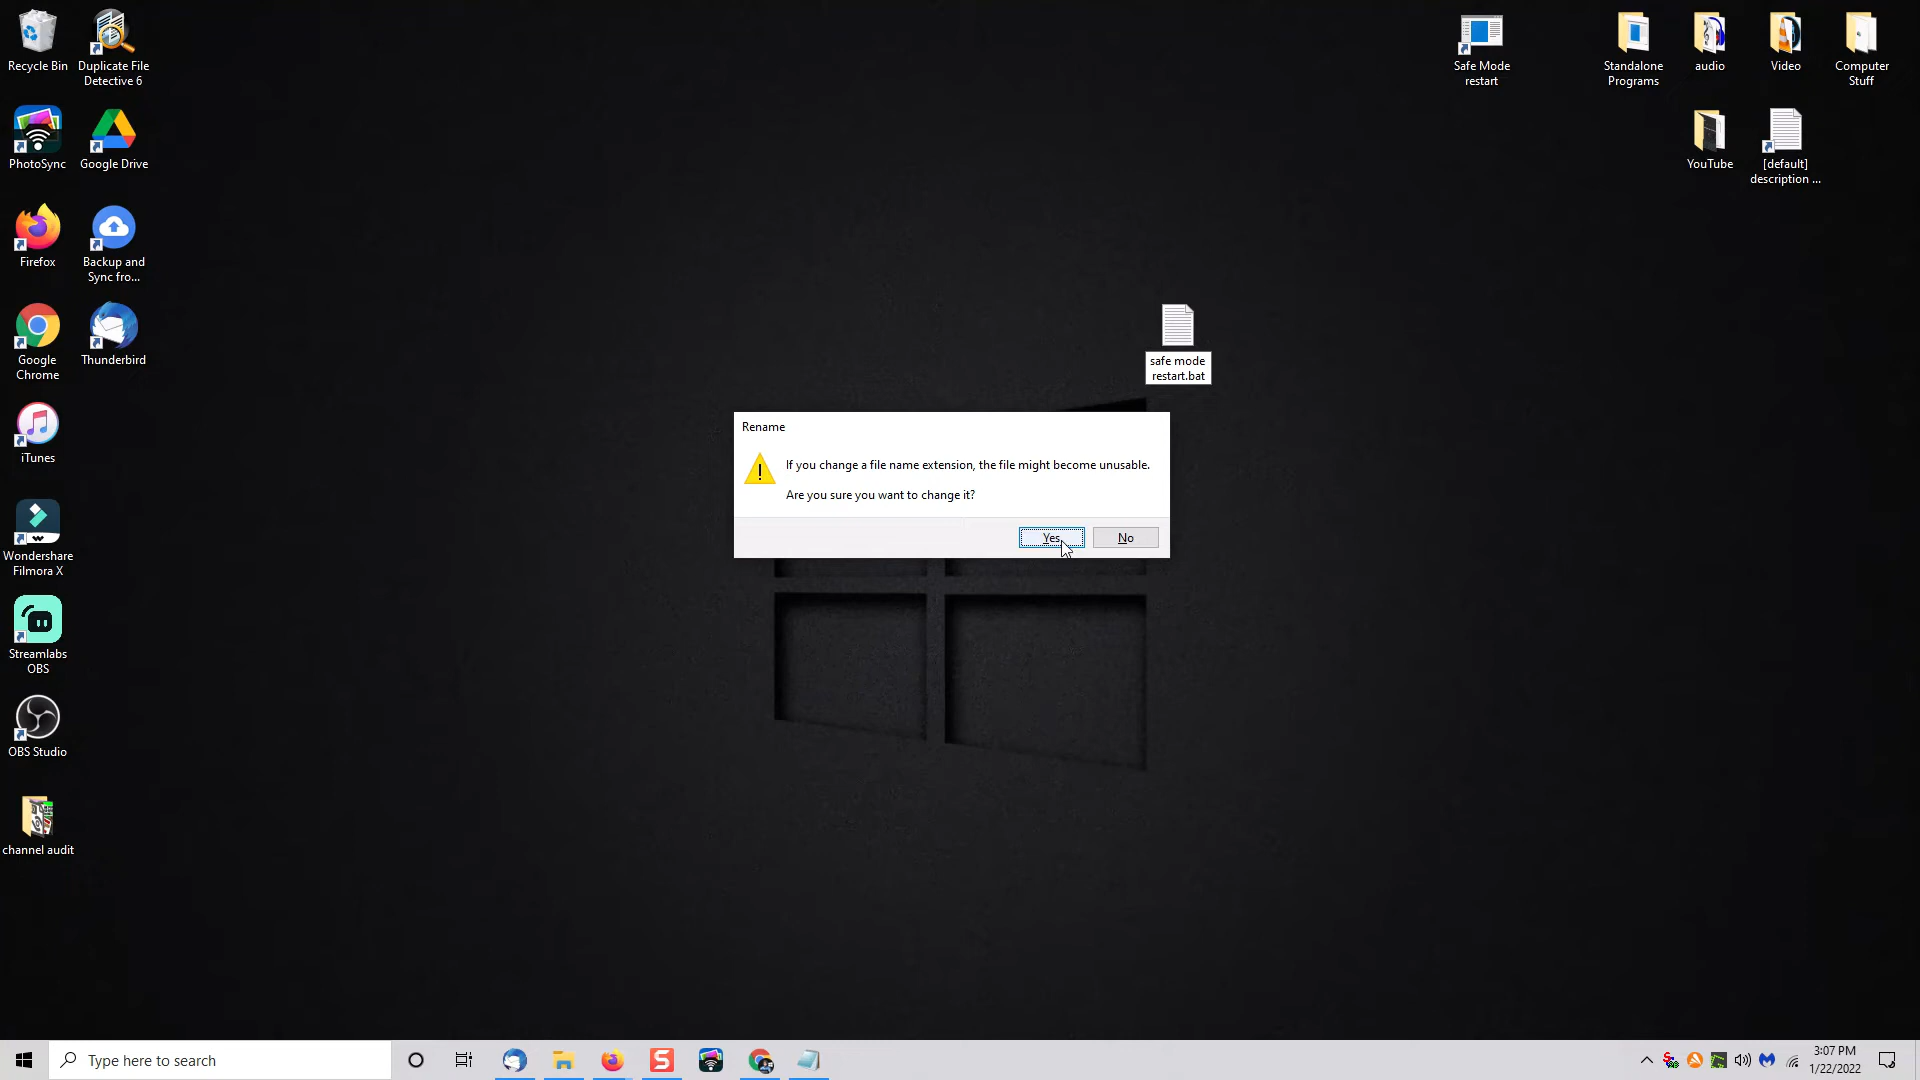 Recycle Bin
Duplicate File
Detective 6
PhotoSync
Google Drive
Firefox
Backup and
Sync fro...
Google
Chrome
Thunderbird
iTunes
Wondershare
Filmora X
Streamlabs
OBS
OBS Studio
channel audit
Safe Mode
restart
Standalone
Programs
audio
Video
Computer
Stuff
YouTube
[default]
description ...
safe mode
restart.bat
Rename
If you change a file name extension, the file might become unusable.
Are you sure you want to change it?
Yes
No
Type here to search
3:07 PM
1/22/2022